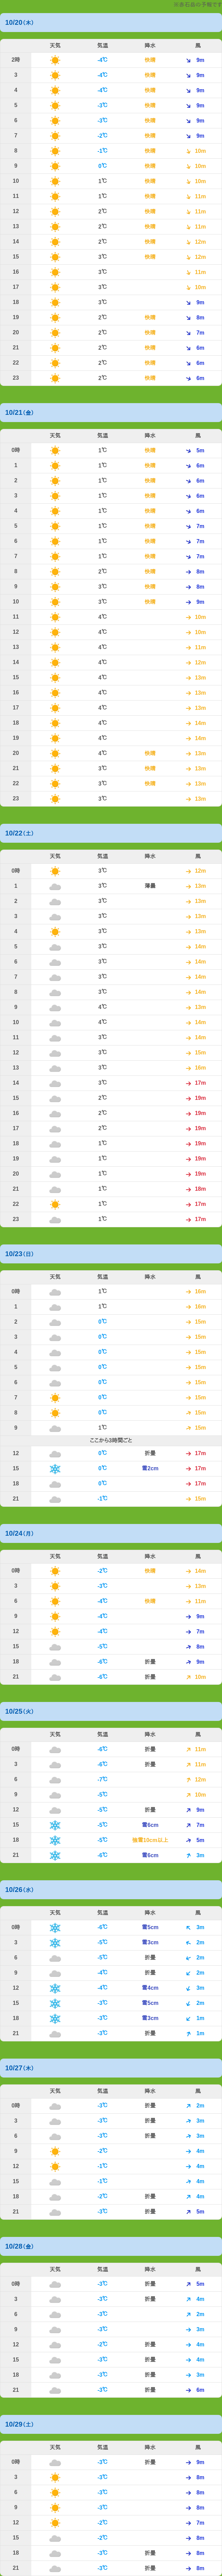 10/20(木)
天気 気温 降水 風
2時 -4℃ 快晴 9m
3 -4℃ 快晴 9m
4 -4℃ 快晴 9m
5 -3℃ 快晴 9m
6 -3℃ 快晴 9m
7 -2℃ 快晴 9m
8 -1℃ 快晴 10m
9 0℃ 快晴 10m
10 1℃ 快晴 10m
11 1℃ 快晴 11m
12 2℃ 快晴 11m
13 2℃ 快晴 11m
14 2℃ 快晴 12m
15 3℃ 快晴 12m
16 3℃ 11m
17 3℃ 10m
18 3℃ 9m
19 2℃ 快晴 8m
20 2℃ 快晴 7m
21 2℃ 快晴 6m
22 2℃ 快晴 6m
23 2℃ 快晴 6m
10/21(金)
天気 気温 降水 風
0時 1℃ 快晴 5m
1 1℃ 快晴 6m
2 1℃ 快晴 6m
3 1℃ 快晴 6m
4 1℃ 快晴 6m
5 1℃ 快晴 7m
6 1℃ 快晴 7m
7 1℃ 快晴 7m
8 2℃ 快晴 8m
9 3℃ 快晴 8m
10 3℃ 快晴 9m
11 4℃ 10m
12 4℃ 10m
13 4℃ 11m
14 4℃ 12m
15 4℃ 13m
16 4℃ 13m
17 4℃ 13m
18 4℃ 14m
19 4℃ 14m
20 4℃ 快晴 13m
21 3℃ 快晴 13m
22 3℃ 快晴 13m
23 3℃ 13m
10/22(土)
天気 気温 降水 風
0時 3℃ 12m
1 3℃ 薄曇 13m
2 3℃ 13m
3 3℃ 13m
4 3℃ 13m
5 3℃ 14m
6 3℃ 14m
7 3℃ 14m
8 3℃ 14m
9 4℃ 13m
10 4℃ 14m
11 3℃ 14m
12 3℃ 15m
13 3℃ 16m
14 3℃ 17m
15 2℃ 19m
16 2℃ 19m
17 2℃ 19m
18 1℃ 19m
19 1℃ 19m
20 1℃ 19m
21 1℃ 18m
22 1℃ 17m
23 1℃ 17m
10/23(日)
天気 気温 降水 風
0時 1℃ 16m
1 1℃ 16m
2 0℃ 15m
3 0℃ 15m
4 0℃ 15m
5 0℃ 15m
6 0℃ 15m
7 0℃ 15m
8 0℃ 15m
9 1℃ 15m
ここから3時間ごと
12 0℃ 折曇 17m
15 0℃ 雪2cm 17m
18 0℃ 17m
21 -1℃ 15m
10/24(月)
天気 気温 降水 風
0時 -2℃ 快晴 14m
3 -3℃ 13m
6 -4℃ 快晴 11m
9 -4℃ 9m
12 -4℃ 7m
15 -5℃ 8m
18 -6℃ 折曇 9m
21 -6℃ 折曇 10m
10/25(火)
天気 気温 降水 風
0時 -6℃ 折曇 11m
3 -6℃ 折曇 11m
6 -7℃ 12m
9 -5℃ 10m
12 -5℃ 折曇 9m
15 -5℃ 雪6cm 7m
18 -5℃ 強雪10cm以上 5m
21 -6℃ 雪6cm 3m
10/26(水)
天気 気温 降水 風
0時 -6℃ 雪5cm 3m
3 -5℃ 雪3cm 2m
6 -5℃ 折曇 2m
9 -4℃ 折曇 2m
12 -4℃ 雪4cm 3m
15 -3℃ 雪5cm 2m
18 -3℃ 雪3cm 1m
21 -3℃ 折曇 1m
10/27(木)
天気 気温 降水 風
0時 -3℃ 折曇 2m
3 -3℃ 折曇 3m
6 -3℃ 折曇 3m
9 -2℃ 4m
12 -1℃ 4m
15 -1℃ 4m
18 -2℃ 折曇 4m
21 -3℃ 折曇 5m
10/28(金)
天気 気温 降水 風
0時 -3℃ 折曇 5m
3 -3℃ 折曇 4m
6 -3℃ 2m
9 -3℃ 3m
12 -2℃ 折曇 4m
15 -3℃ 折曇 4m
18 -3℃ 折曇 3m
21 -3℃ 折曇 6m
10/29(土)
天気 気温 降水 風
0時 -3℃ 折曇 9m
3 -3℃ 8m
6 -3℃ 8m
9 -3℃ 8m
12 -2℃ 7m
15 -2℃ 8m
18 -3℃ 折曇 8m
21 -3℃ 折曇 8m